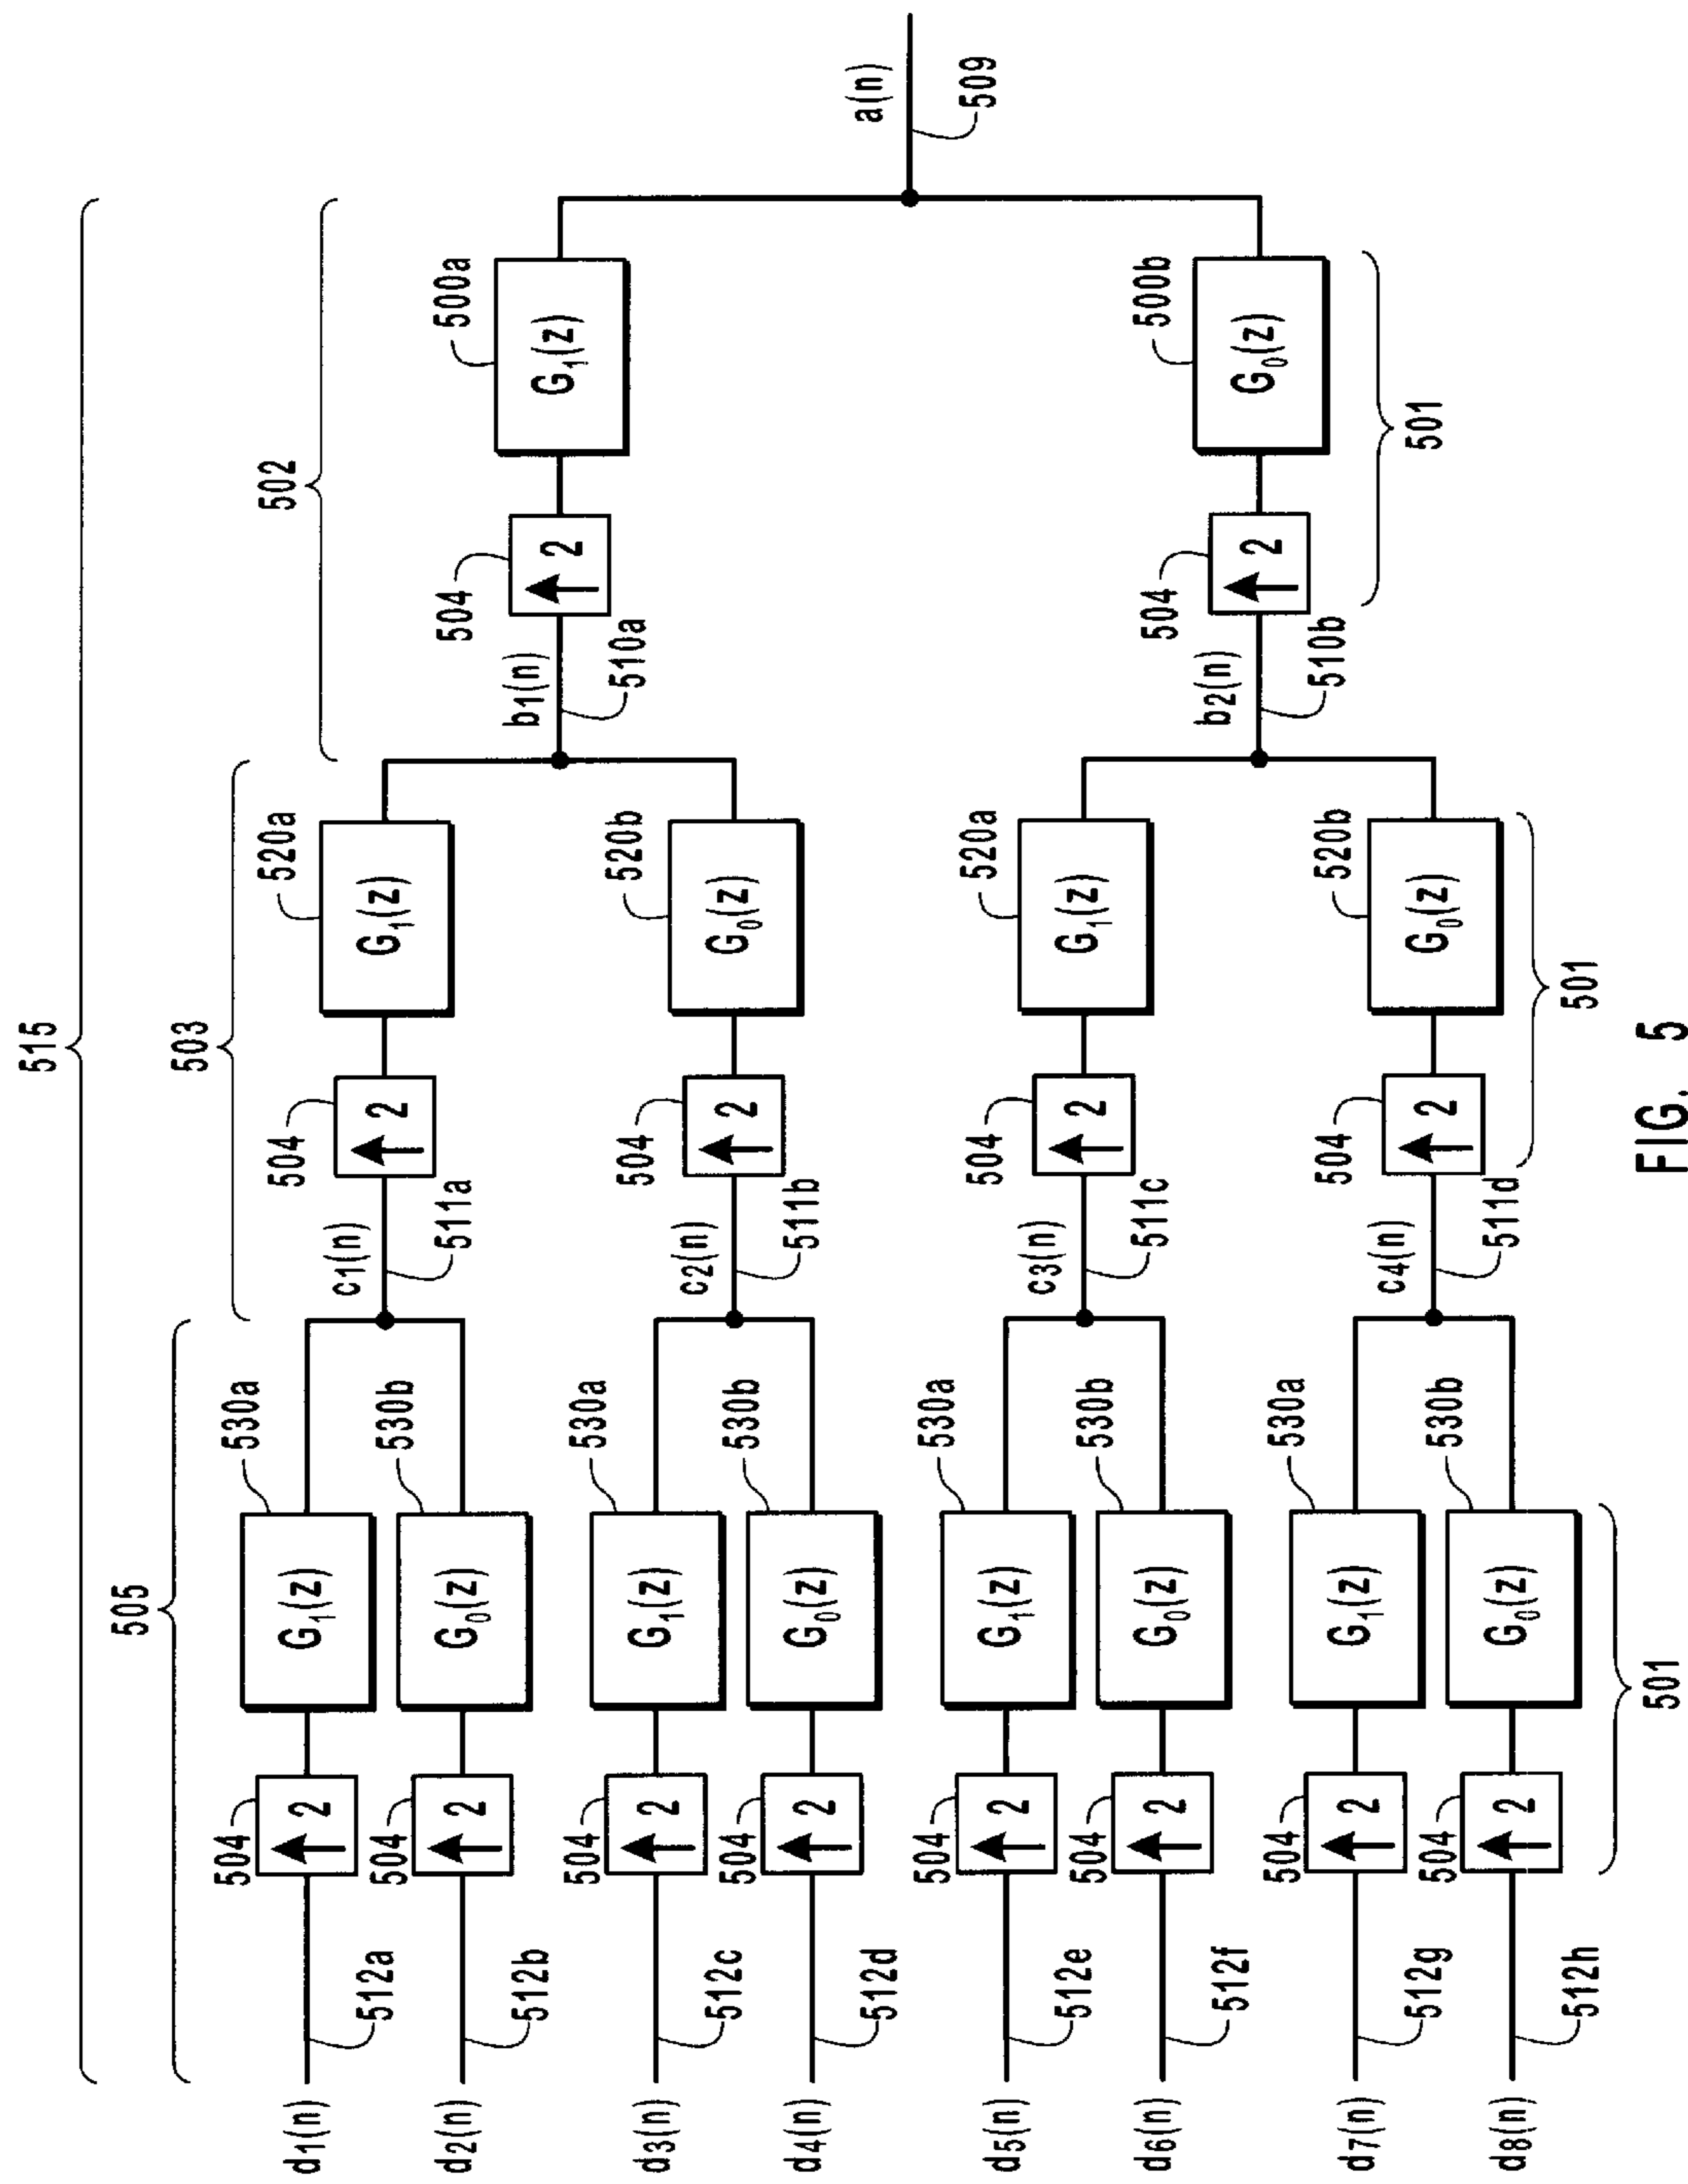 515
502
503
505
a(n)
509
500a
G1(z)
504
2
b1(n)
510a
500b
G0(z)
504
2
b2(n)
510b
501
520a
G1(z)
504
2
c1(n)
511a
520b
G0(z)
504
2
c2(n)
511b
520a
G1(z)
504
2
c3(n)
511c
520b
G0(z)
504
2
c4(n)
511d
501
530a
G1(z)
504
2
d1(n)
512a
530b
G0(z)
504
2
d2(n)
512b
530a
G1(z)
504
2
d3(n)
512c
530b
G0(z)
504
2
d4(n)
512d
530a
G1(z)
504
2
d5(n)
512e
530b
G0(z)
504
2
d6(n)
512f
530a
G1(z)
504
2
d7(n)
512g
530b
G0(z)
504
2
d8(n)
512h
501
FIG. 5